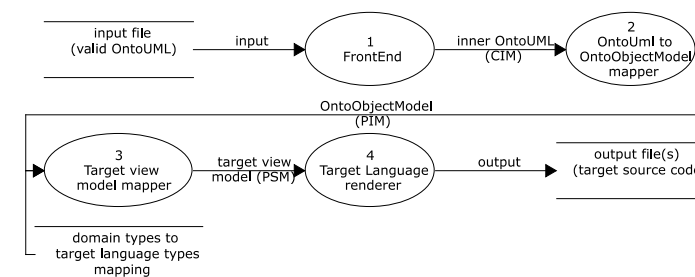 input file
(valid OntoUML)
input
1
FrontEnd
inner OntoUML
(CIM)
2
OntoUml to
OntoObjectModel
mapper
OntoObjectModel
(PIM)
3
Target view
model mapper
target view
model (PSM)
4
Target Language
renderer
output
output file(s)
(target source code
domain types to
target language types
mapping